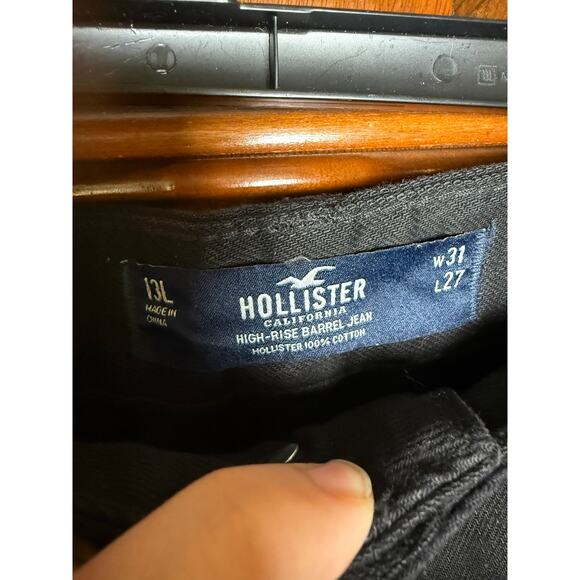 13L
MADE IN
CHINA
HOLLISTER
CALIFORNIA
HIGH-RISE BARREL JEAN
HOLLISTER 100% COTTON
W31
L27